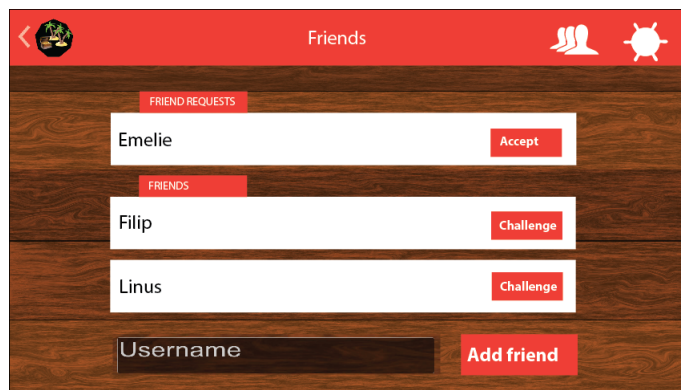 Friends
FRIEND REQUESTS
Emelie
Accept
FRIENDS
Filip
Challenge
Linus
Challenge
Username
Add friend